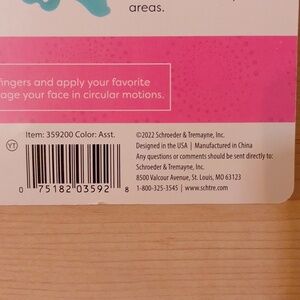 areas.
fingers and apply your favorite
age your face in circular motions.
Item: 359200 Color: Asst.
YT
0 75182 03592 8
©2022 Schroeder & Tremayne, Inc.
Designed in the USA | Manufactured in China
Any questions or comments should be sent directly to:
Schroeder & Tremayne, Inc.
8500 Valcour Avenue, St. Louis, MO 63123
1-800-325-3545 | www.schtre.com